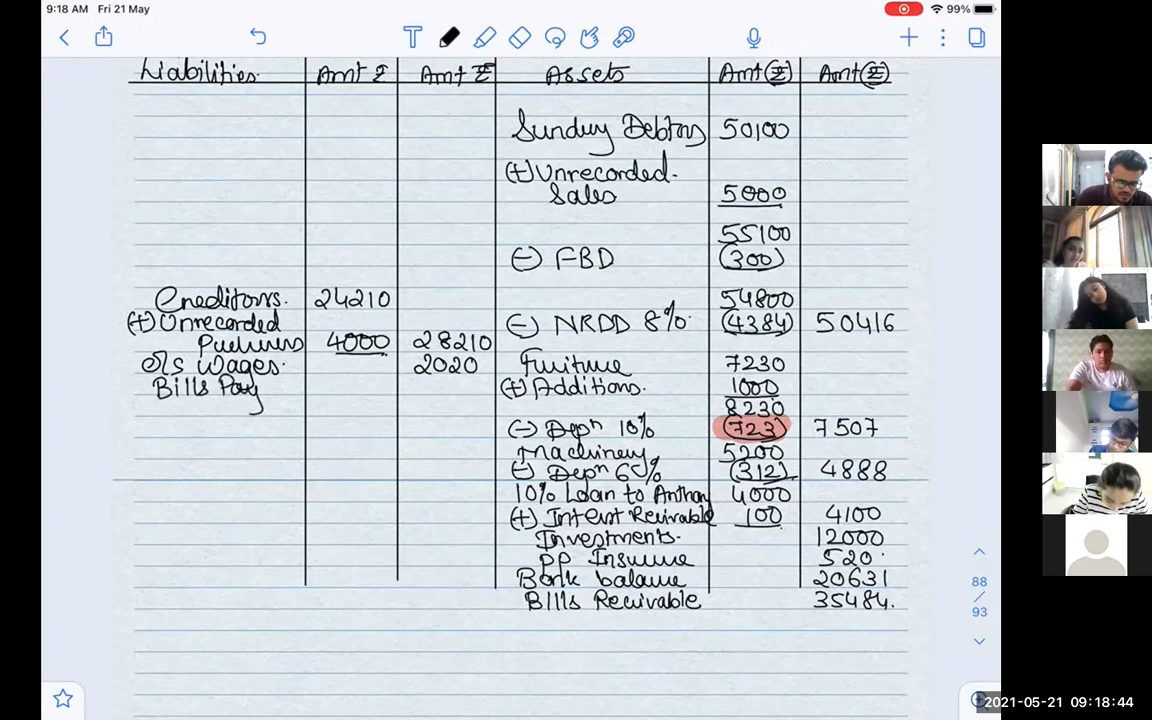 9:18 AM Fri 21 May 99%
T
Liabilities. Amt ₹ Amt ₹ Assets Amt(₹) Amt(₹)
Sundry Debtors 50100
(+) Unrecorded.
Sales 5000
55100
(-) FBD (300)
Creditors. 24210 54800
(+) Unrecorded (-) NRDD 8%. (4384) 50416
Purchases 4000 28210
O/s Wages. 2020 Furniture 7230
Bills Pay (+) Additions. 1000
8230
(-) Depn 10% (723) 7507
Machinery 5200
(-) Depn 6% (312) 4888
10% Loan to Anthony 4000
(+) Interest Receivable 100 4100
Investments. 12000
PP Insurance 520.
Bank balance 20631
Bills Receivable 35484.
88
/
93
2021-05-21 09:18:44